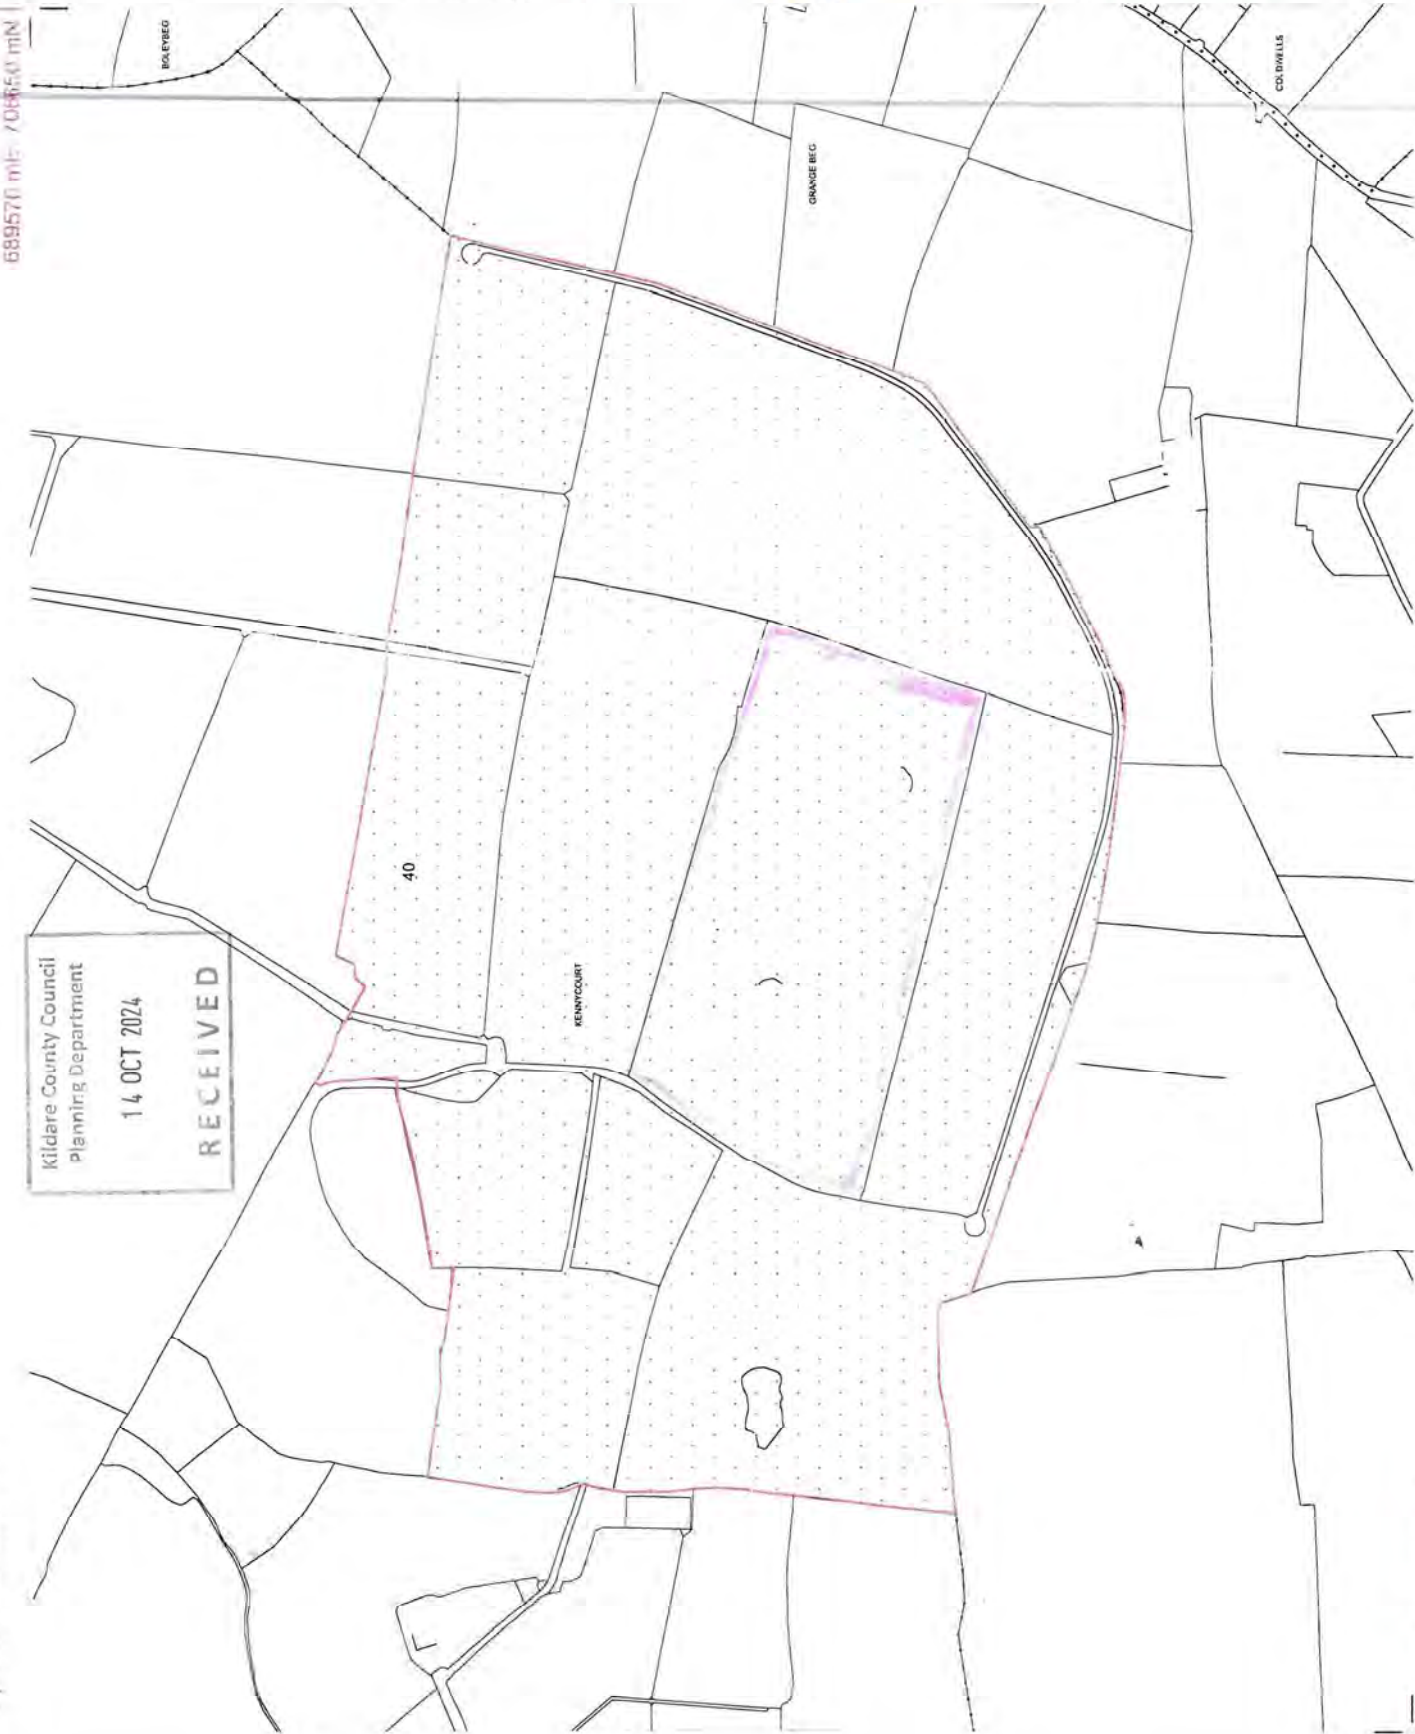 BOLEYBEG
COLDWELLS
GRANGE BEG
40
KENNYCOURT
Kildare County Council
Planning Department
14 OCT 2024
RECEIVED